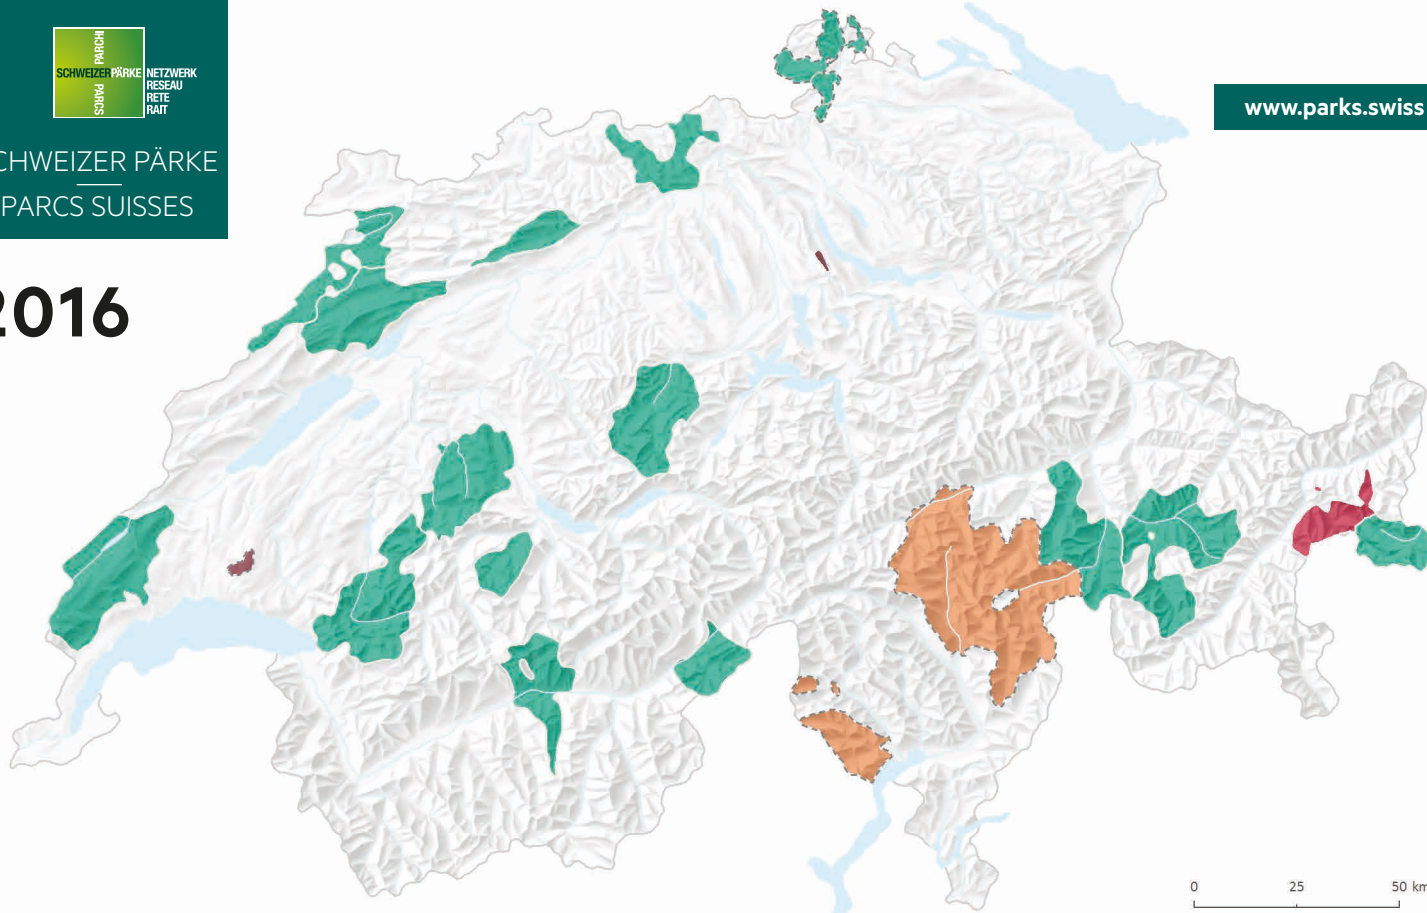 PARCHI
SCHWEIZER PÄRKE
PARCS
NETZWERK
RESEAU
RETE
RAIT
CHWEIZER PÄRKE
PARCS SUISSES
2016
www.parks.swiss
0 25 50 km